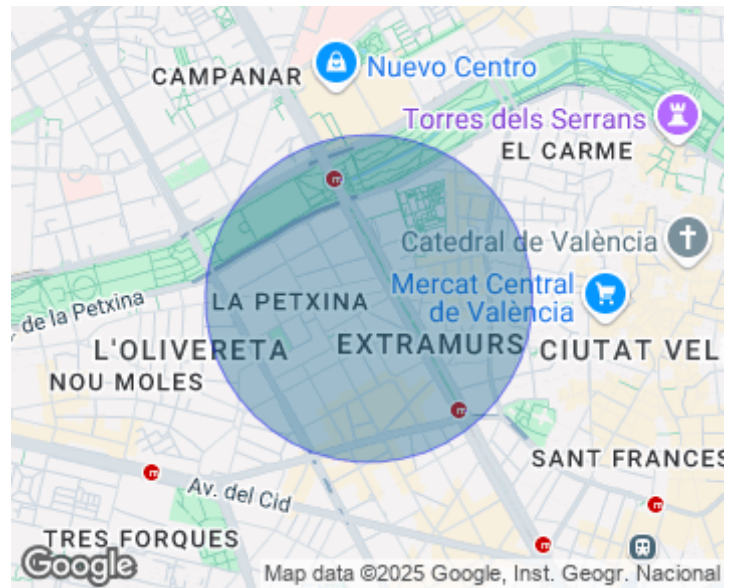 CAMPANAR
Nuevo Centro
Torres dels Serrans
EL CARME
Catedral de València
Mercat Central
de València
de la Petxina
LA PETXINA
L'OLIVERETA
EXTRAMURS
CIUTAT VEL
NOU MOLES
SANT FRANCES
Av. del Cid
TRES FORQUES
Google
Map data ©2025 Google, Inst. Geogr. Nacional